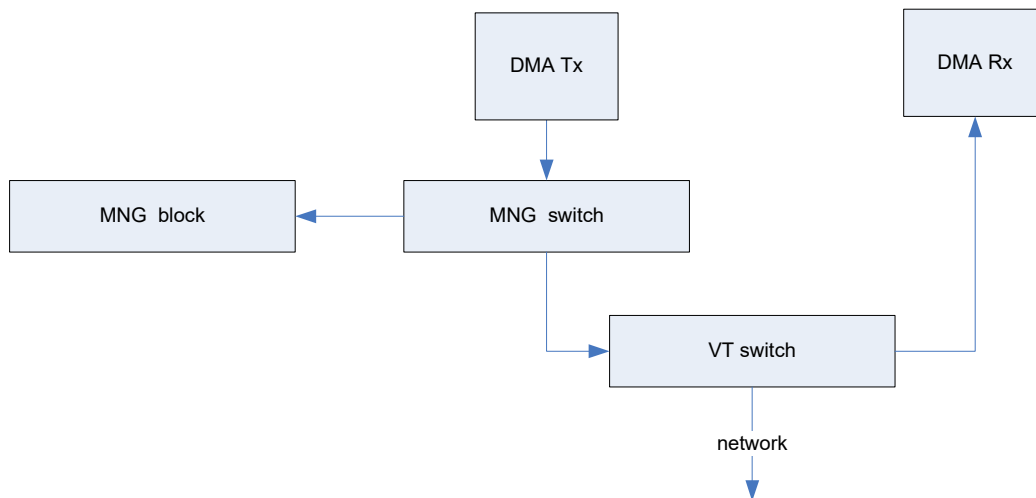 DMA Tx
DMA Rx
MNG block
MNG switch
VT switch
network